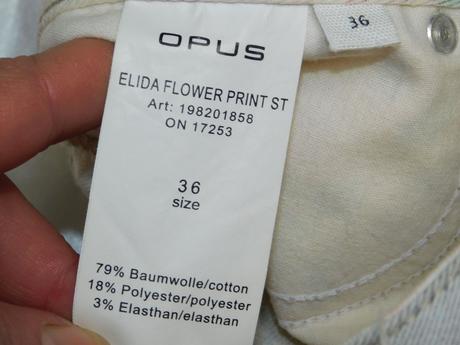 OPUS
ELIDA FLOWER PRINT ST
Art: 198201858
ON 17253
36
size
79% Baumwolle/cotton
18% Polyester/polyester
3% Elasthan/elasthan
36